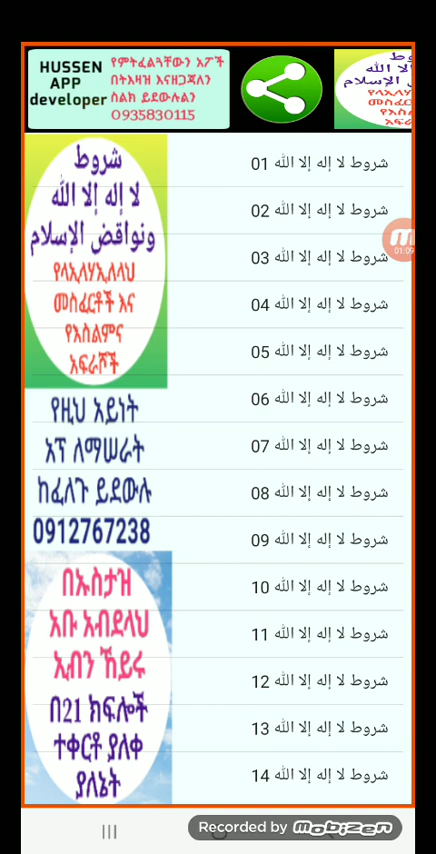 HUSSEN
APP
developer
የምትፈልጓቸውን አፖች
በትእዛዝ እናዘጋጃለን
ስልክ ይደውሉልን
0935830115
شروط
لا إله إلا الله
ونواقض الإسلام
የላኢላሃኢለላህ
መስፈርቶች እና
የእስልምና
አፍራሾች
የዚህ አይነት
አፕ ለማሠራት
ከፈለጉ ይደውሉ
0912767238
በኡስታዝ
አቡ አብደላህ
ኢብን ኸይሩ
በ21 ክፍሎች
ተቀርቶ ያለቀ
ያለኔት
شروط لا إله إلا الله 01
شروط لا إله إلا الله 02
شروط لا إله إلا الله 03
شروط لا إله إلا الله 04
شروط لا إله إلا الله 05
شروط لا إله إلا الله 06
شروط لا إله إلا الله 07
شروط لا إله إلا الله 08
شروط لا إله إلا الله 09
شروط لا إله إلا الله 10
شروط لا إله إلا الله 11
شروط لا إله إلا الله 12
شروط لا إله إلا الله 13
شروط لا إله إلا الله 14
01:09
Recorded by mobizen